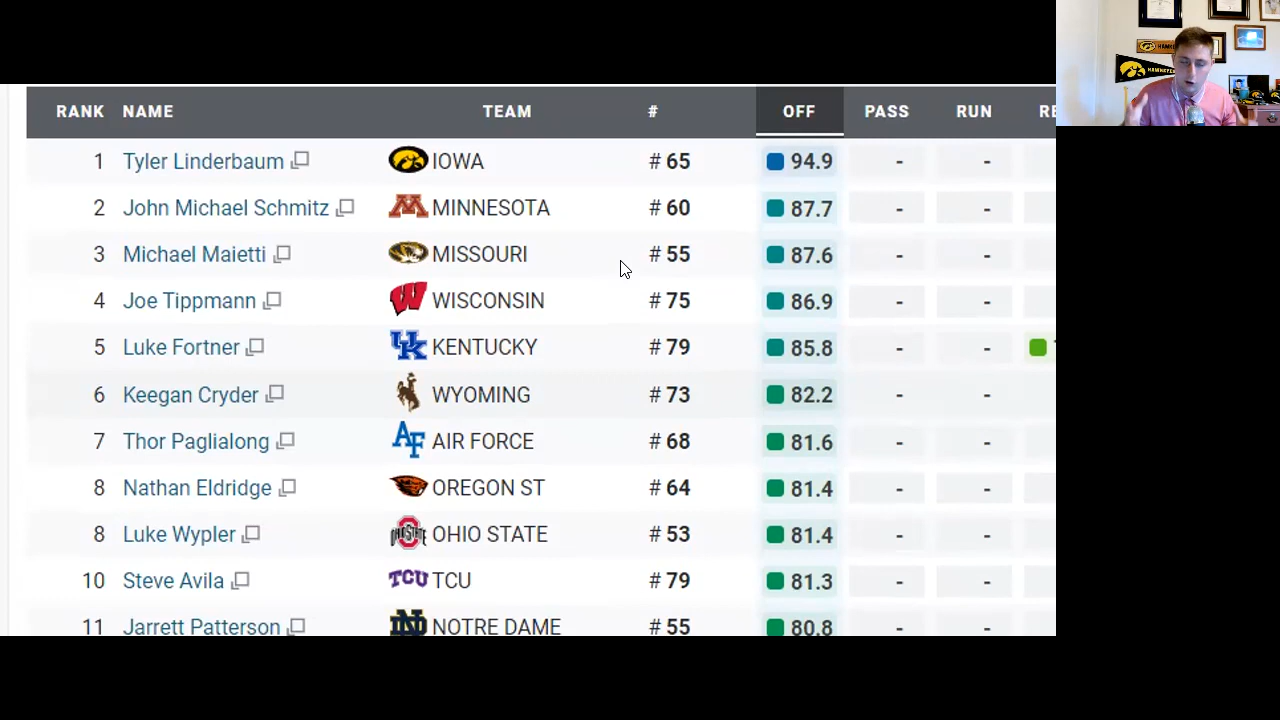 RANK NAME TEAM # OFF PASS RUN RE
1 Tyler Linderbaum IOWA # 65 94.9 - -
2 John Michael Schmitz MINNESOTA # 60 87.7 - -
3 Michael Maietti MISSOURI # 55 87.6 - -
4 Joe Tippmann WISCONSIN # 75 86.9 - -
5 Luke Fortner KENTUCKY # 79 85.8 - -
6 Keegan Cryder WYOMING # 73 82.2 - -
7 Thor Paglialong AIR FORCE # 68 81.6 - -
8 Nathan Eldridge OREGON ST # 64 81.4 - -
8 Luke Wypler OHIO STATE # 53 81.4 - -
10 Steve Avila TCU TCU # 79 81.3 - -
11 Jarrett Patterson NOTRE DAME # 55 80.8 - -